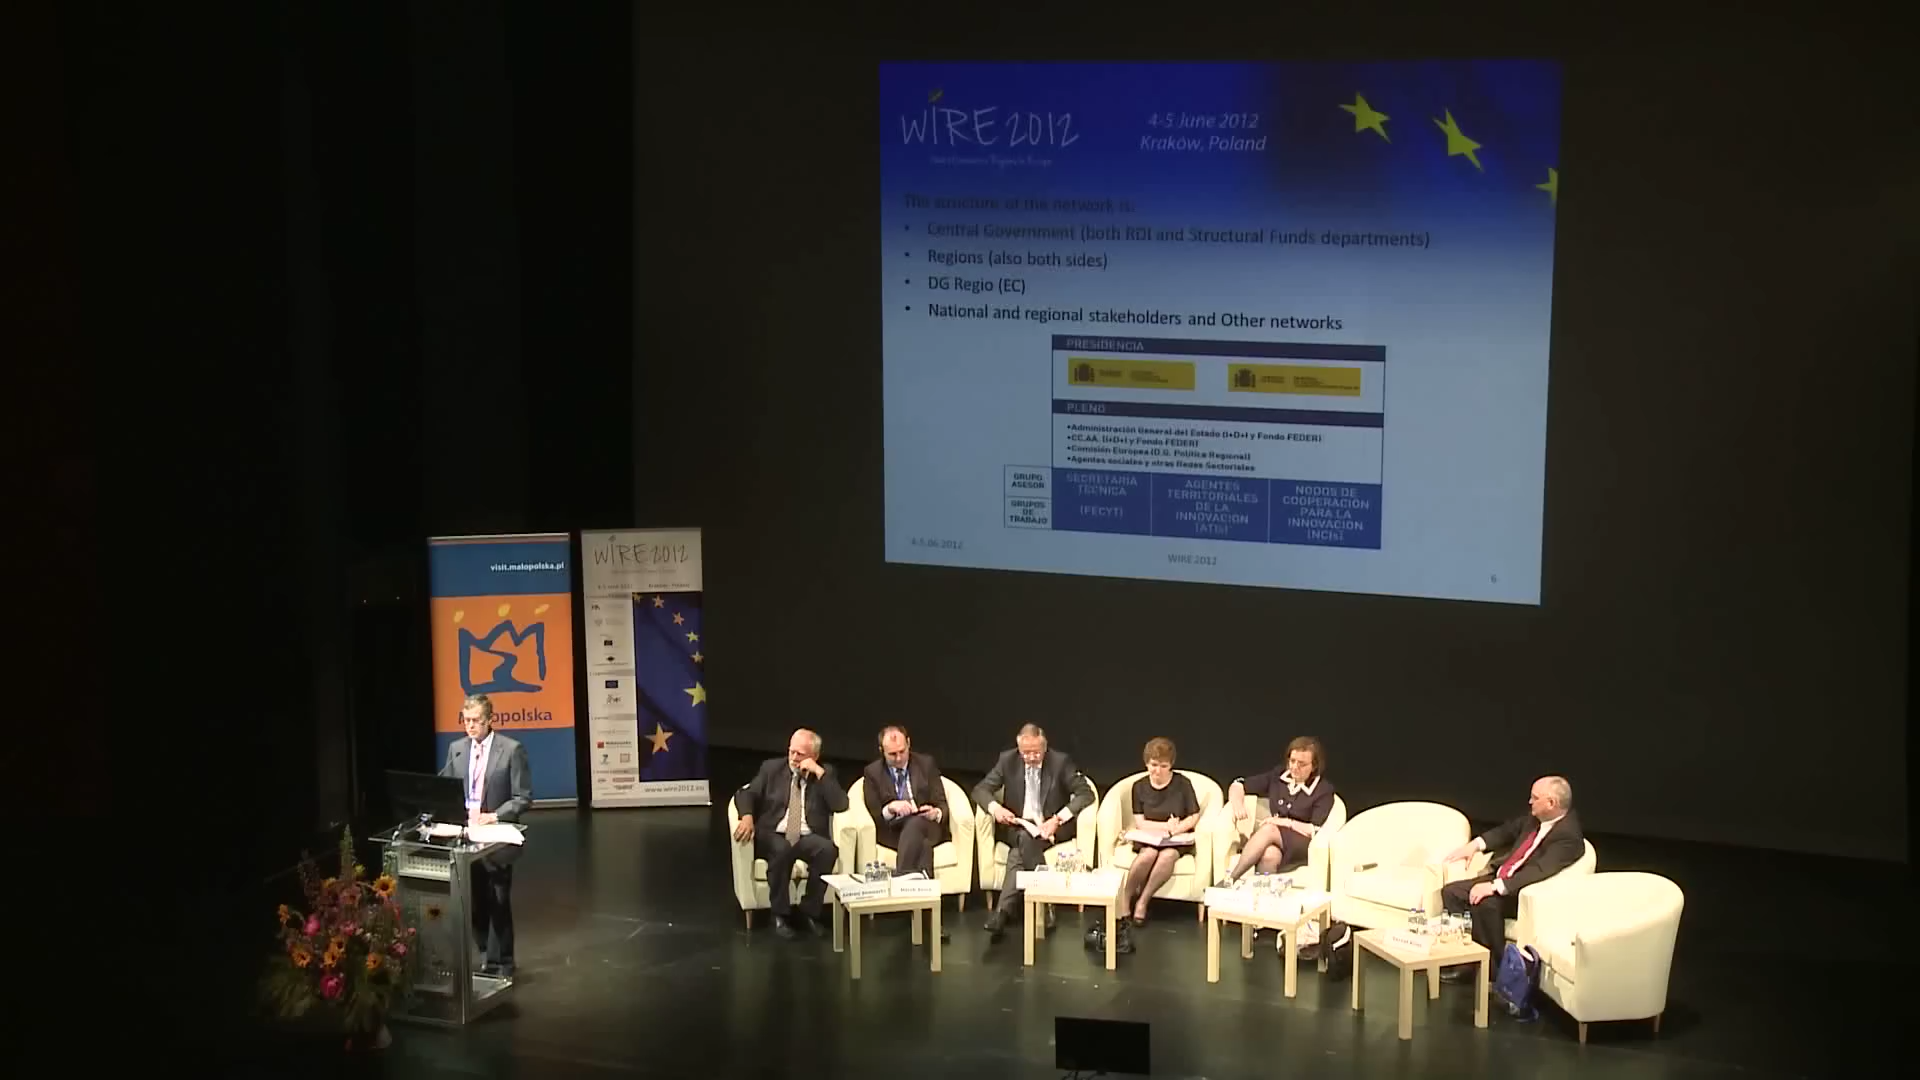 WIRE 2012
4-5 June 2012
Kraków, Poland
The structure of the network is:
• Central Government (both RDI and Structural Funds departments)
• Regions (also both sides)
• DG Regio (EC)
• National and regional stakeholders and Other networks
PRESIDENCIA
PLENO
•Administración General del Estado (I+D+I y Fondo FEDER)
•CC.AA. (I+D+I y Fondo FEDER)
•Comisión Europea (D.G. Política Regional)
•Agentes sociales y otras Redes Sectoriales
GRUPO
ASESOR
GRUPOS
DE
TRABAJO
SECRETARIA
TECNICA
(FECYT)
AGENTES
TERRITORIALES
DE LA
INNOVACION
(ATIs)
NODOS DE
COOPERACIÓN
PARA LA
INNOVACIÓN
(NCIs)
4-5.06.2012
WIRE 2012
6
visit.malopolska.pl
Małopolska
WIRE 2012
www.wire2012.eu